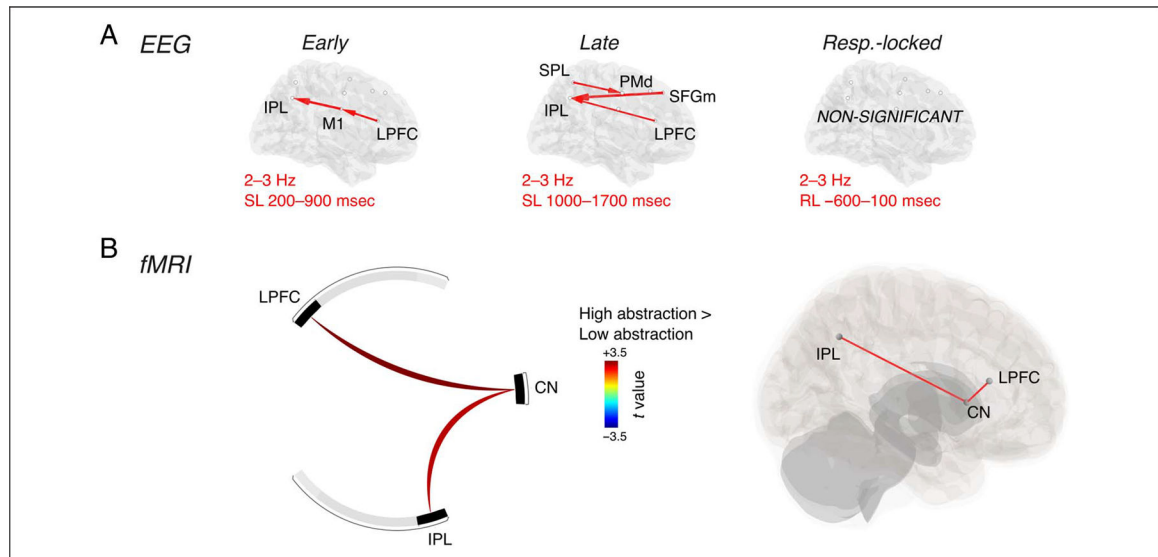 A
EEG
Early
Late
Resp.-locked
IPL
M1
LPFC
SPL
PMd
SFGm
IPL
LPFC
NON-SIGNIFICANT
2–3 Hz
SL 200–900 msec
2–3 Hz
SL 1000–1700 msec
2–3 Hz
RL –600–100 msec
B
fMRI
LPFC
CN
IPL
High abstraction >
Low abstraction
+3.5
t value
–3.5
IPL
LPFC
CN